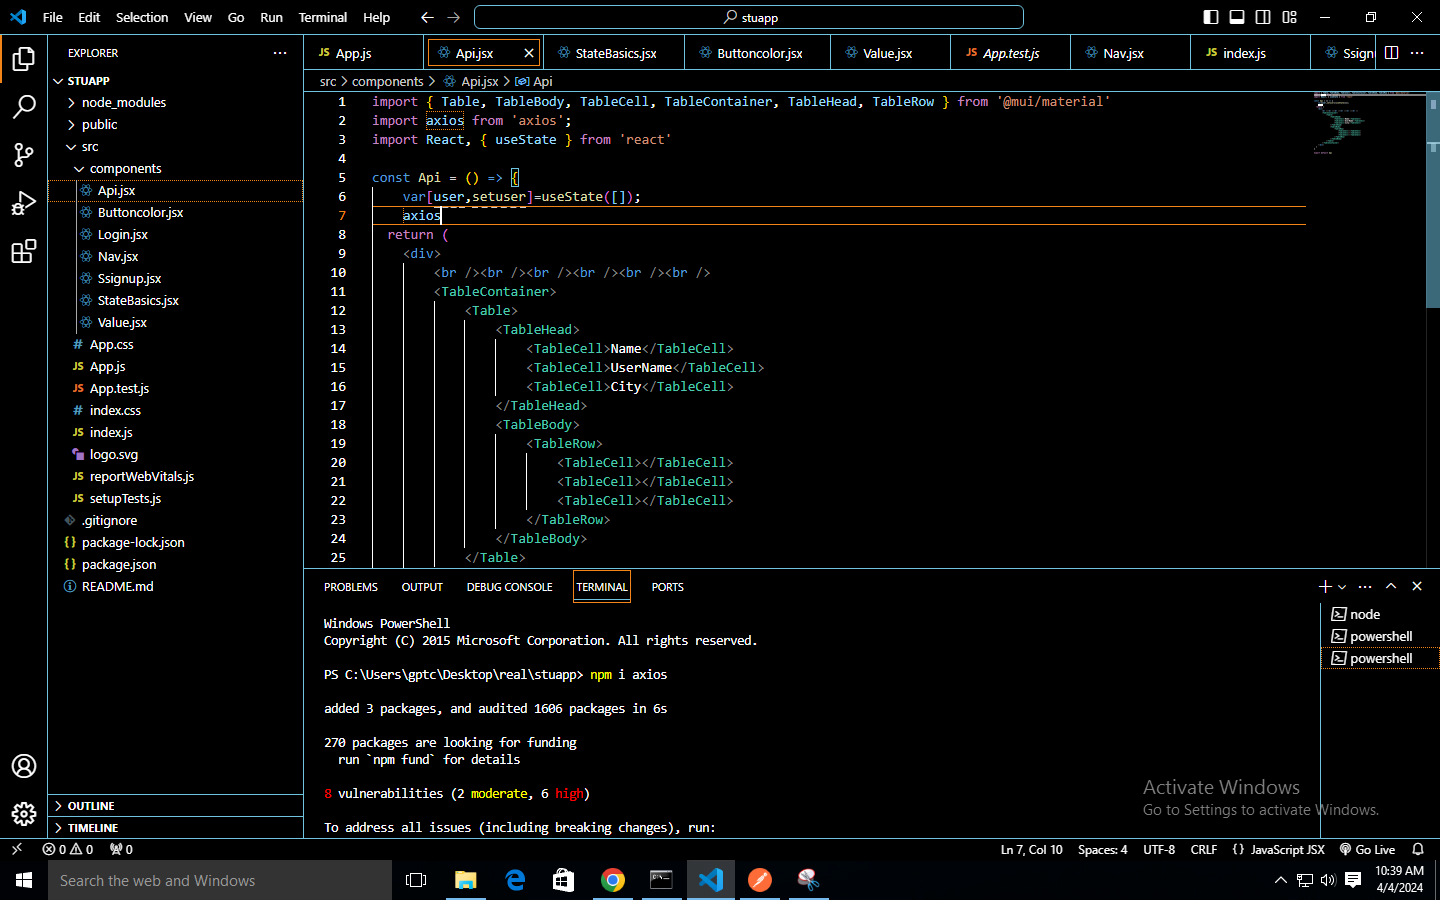 File Edit Selection View Go Run Terminal Help
stuapp
EXPLORER
STUAPP
node_modules
public
src
components
Api.jsx
Buttoncolor.jsx
Login.jsx
Nav.jsx
Ssignup.jsx
StateBasics.jsx
Value.jsx
# App.css
JS App.js
JS App.test.js
# index.css
JS index.js
logo.svg
JS reportWebVitals.js
JS setupTests.js
.gitignore
{} package-lock.json
{} package.json
README.md
OUTLINE
TIMELINE
JS App.js Api.jsx StateBasics.jsx Buttoncolor.jsx Value.jsx JS App.test.js Nav.jsx JS index.js Ssign
src > components > Api.jsx > Api
1 import { Table, TableBody, TableCell, TableContainer, TableHead, TableRow } from '@mui/material'
2 import axios from 'axios';
3 import React, { useState } from 'react'
4
5 const Api = () => {
6 var[user,setuser]=useState([]);
7 axios
8 return (
9 <div>
10 <br /><br /><br /><br /><br /><br />
11 <TableContainer>
12 <Table>
13 <TableHead>
14 <TableCell>Name</TableCell>
15 <TableCell>UserName</TableCell>
16 <TableCell>City</TableCell>
17 </TableHead>
18 <TableBody>
19 <TableRow>
20 <TableCell></TableCell>
21 <TableCell></TableCell>
22 <TableCell></TableCell>
23 </TableRow>
24 </TableBody>
25 </Table>
PROBLEMS OUTPUT DEBUG CONSOLE TERMINAL PORTS
Windows PowerShell
Copyright (C) 2015 Microsoft Corporation. All rights reserved.
PS C:\Users\gptc\Desktop\real\stuapp> npm i axios
added 3 packages, and audited 1606 packages in 6s
270 packages are looking for funding
run `npm fund` for details
8 vulnerabilities (2 moderate, 6 high)
To address all issues (including breaking changes), run:
node
powershell
powershell
Activate Windows
Go to Settings to activate Windows.
0 0 0
Ln 7, Col 10 Spaces: 4 UTF-8 CRLF {} JavaScript JSX Go Live
Search the web and Windows
10:39 AM
4/4/2024